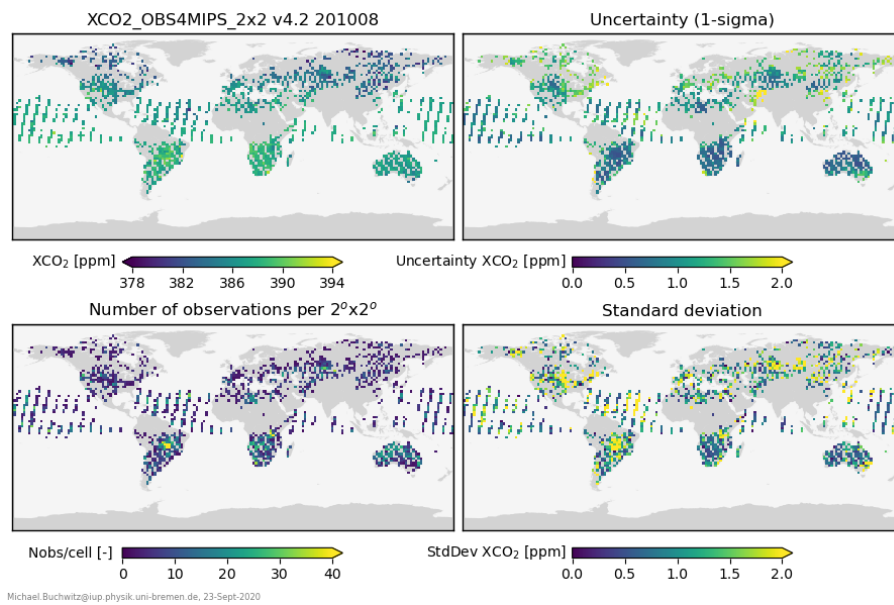 XCO2_OBS4MIPS_2x2 v4.2 201008
Uncertainty (1-sigma)
XCO₂ [ppm]
378 382 386 390 394
Uncertainty XCO₂ [ppm]
0.0 0.5 1.0 1.5 2.0
Number of observations per 2ᵒx2ᵒ
Standard deviation
Nobs/cell [-]
0 10 20 30 40
StdDev XCO₂ [ppm]
0.0 0.5 1.0 1.5 2.0
Michael.Buchwitz@iup.physik.uni-bremen.de, 23-Sept-2020